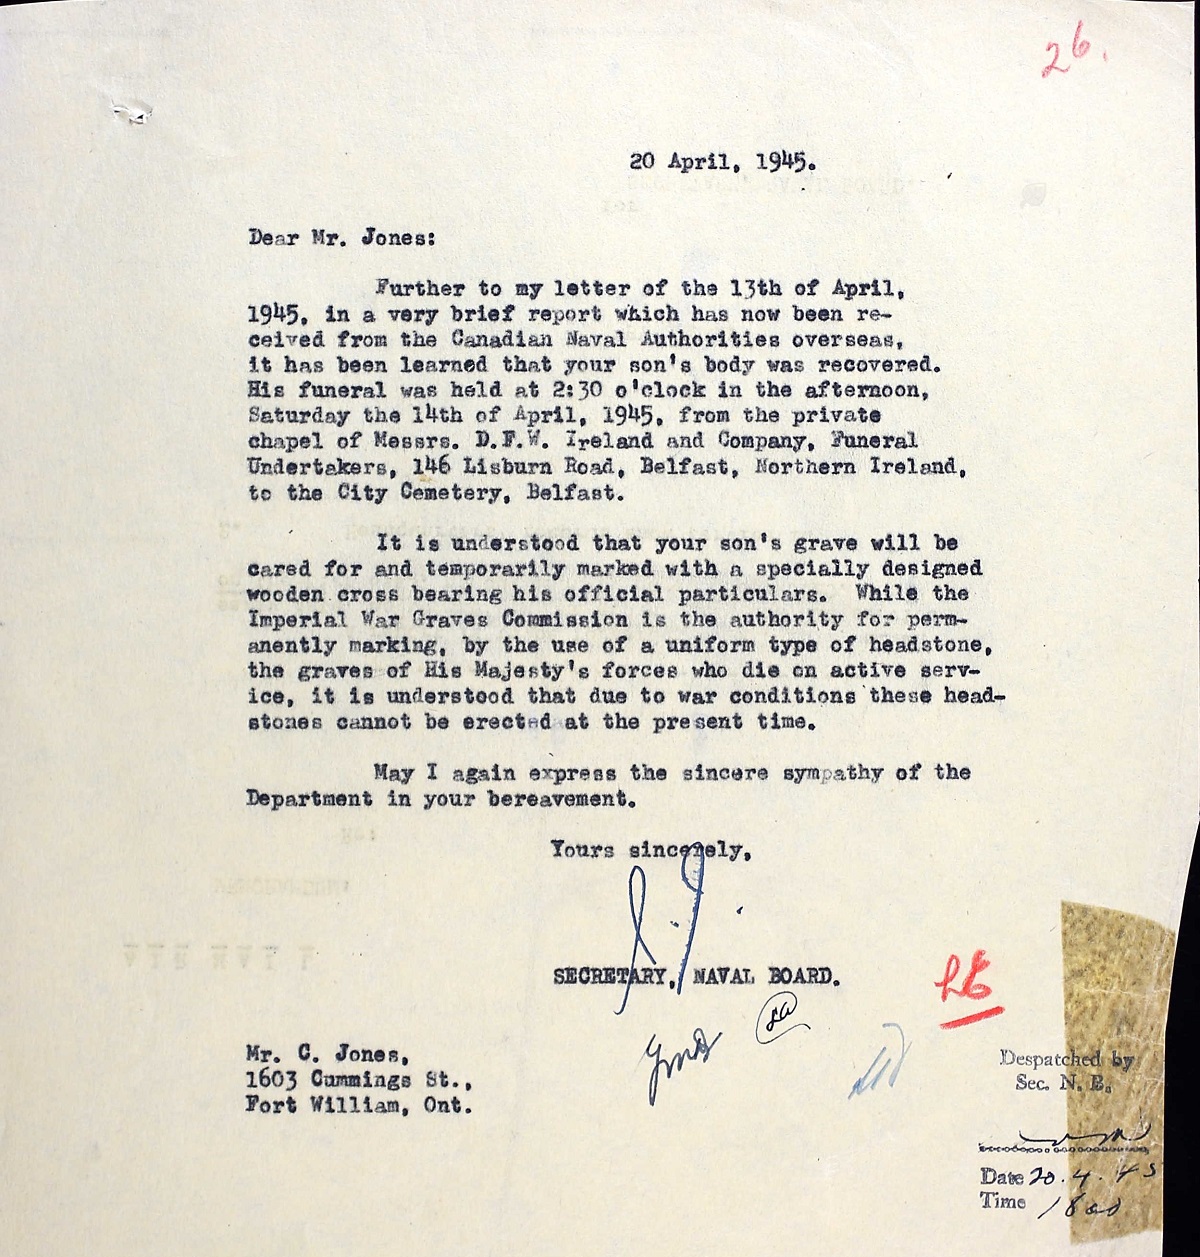 26.
20 April, 1945.
Dear Mr. Jones:
Further to my letter of the 13th of April,
1945, in a very brief report which has now been re-
ceived from the Canadian Naval Authorities overseas,
it has been learned that your son's body was recovered.
His funeral was held at 2:30 o'clock in the afternoon,
Saturday the 14th of April, 1945, from the private
chapel of Messrs. D.F.W. Ireland and Company, Funeral
Undertakers, 146 Lisburn Road, Belfast, Northern Ireland,
to the City Cemetery, Belfast.
It is understood that your son's grave will be
cared for and temporarily marked with a specially designed
wooden cross bearing his official particulars. While the
Imperial War Graves Commission is the authority for perm-
anently marking, by the use of a uniform type of headstone,
the graves of His Majesty's forces who die on active serv-
ice, it is understood that due to war conditions these head-
stones cannot be erected at the present time.
May I again express the sincere sympathy of the
Department in your bereavement.
Yours sincerely,
SECRETARY, NAVAL BOARD.
Mr. C. Jones,
1603 Cummings St.,
Fort William, Ont.
Despatched by
Sec. N. B.
Date 20.4.45
Time 1800